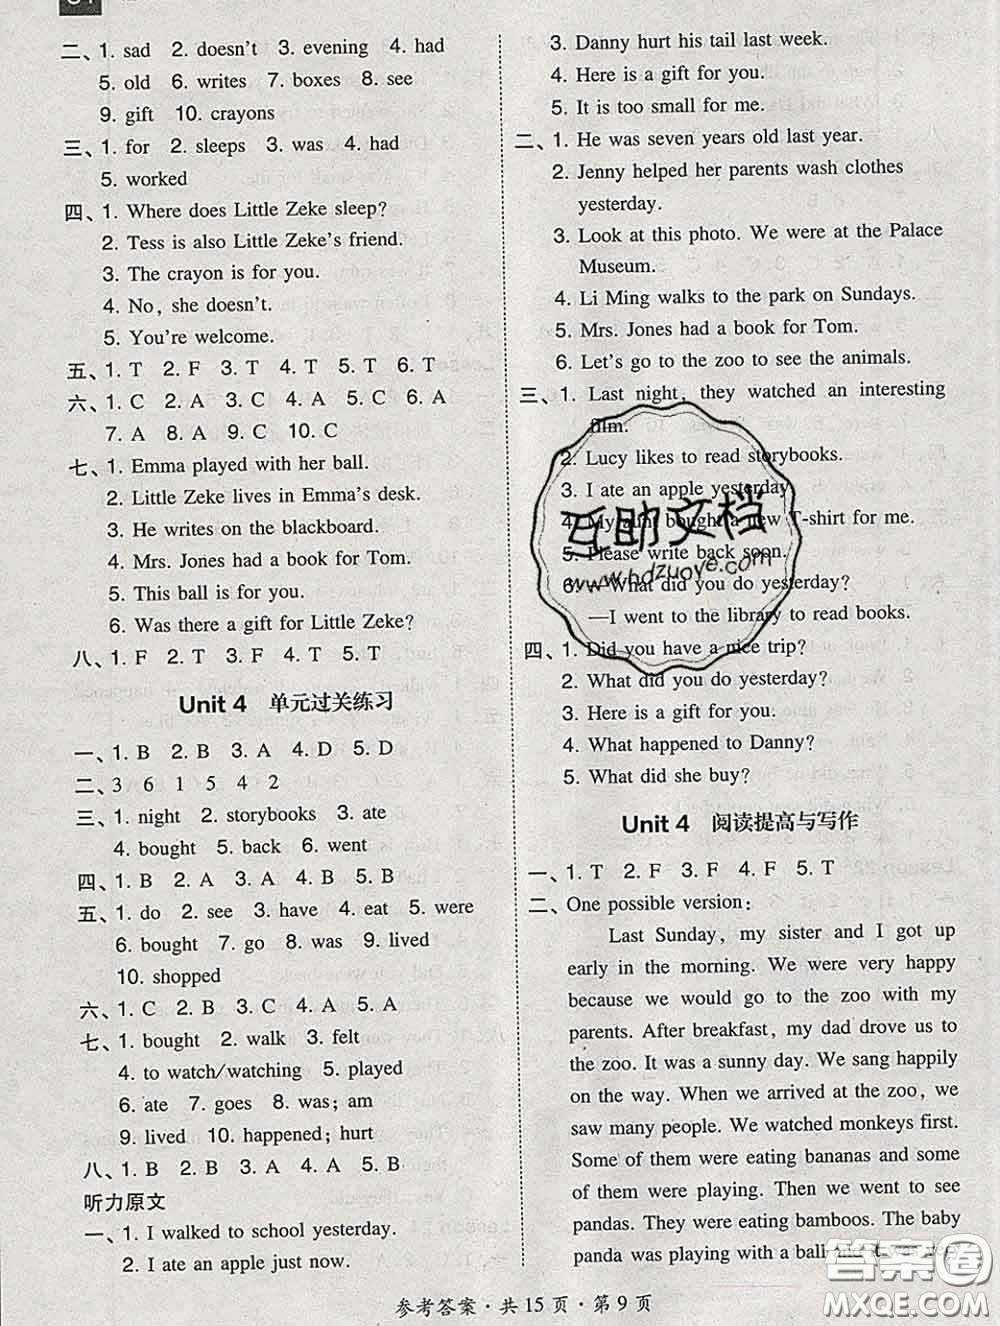 二、1. sad 2. doesn't 3. evening 4. had
5. old 6. writes 7. boxes 8. see
9. gift 10. crayons
三、1. for 2. sleeps 3. was 4. had
5. worked
四、1. Where does Little Zeke sleep?
2. Tess is also Little Zeke's friend.
3. The crayon is for you.
4. No, she doesn't.
5. You're welcome.
五、1. T 2. F 3. T 4. T 5. T 6. T
六、1. C 2. A 3. C 4. A 5. C 6. A
7. A 8. A 9. C 10. C
七、1. Emma played with her ball.
2. Little Zeke lives in Emma's desk.
3. He writes on the blackboard.
4. Mrs. Jones had a book for Tom.
5. This ball is for you.
6. Was there a gift for Little Zeke?
八、1. F 2. T 3. F 4. T 5. T
Unit 4 单元过关练习
一、1. B 2. B 3. A 4. D 5. D
二、3 6 1 5 4 2
三、1. night 2. storybooks 3. ate
4. bought 5. back 6. went
四、1. B 2. A 3. A 4. B 5. B
五、1. do 2. see 3. have 4. eat 5. were
6. bought 7. go 8. was 9. lived
10. shopped
六、1. C 2. B 3. C 4. A 5. A
七、1. bought 2. walk 3. felt
4. to watch/watching 5. played
6. ate 7. goes 8. was; am
9. lived 10. happened; hurt
八、1. B 2. B 3. A 4. A 5. B
听力原文
一、1. I walked to school yesterday.
2. I ate an apple just now.
3. Danny hurt his tail last week.
4. Here is a gift for you.
5. It is too small for me.
二、1. He was seven years old last year.
2. Jenny helped her parents wash clothes
yesterday.
3. Look at this photo. We were at the Palace
Museum.
4. Li Ming walks to the park on Sundays.
5. Mrs. Jones had a book for Tom.
6. Let's go to the zoo to see the animals.
三、1. Last night, they watched an interesting
film.
2. Lucy likes to read storybooks.
3. I ate an apple yesterday.
4. My aunt bought a new T-shirt for me.
5. Please write back soon.
6. —What did you do yesterday?
—I went to the library to read books.
四、1. Did you have a nice trip?
2. What did you do yesterday?
3. Here is a gift for you.
4. What happened to Danny?
5. What did she buy?
Unit 4 阅读提高与写作
一、1. T 2. F 3. F 4. F 5. T
二、One possible version:
Last Sunday, my sister and I got up
early in the morning. We were very happy
because we would go to the zoo with my
parents. After breakfast, my dad drove us to
the zoo. It was a sunny day. We sang happily
on the way. When we arrived at the zoo, we
saw many people. We watched monkeys first.
Some of them were eating bananas and some
of them were playing. Then we went to see
pandas. They were eating bamboos. The baby
panda was playing with a ball and
参考答案·共15页·第9页
互助文档
www.hdzuoye.com
答案圈
MXQE.COM